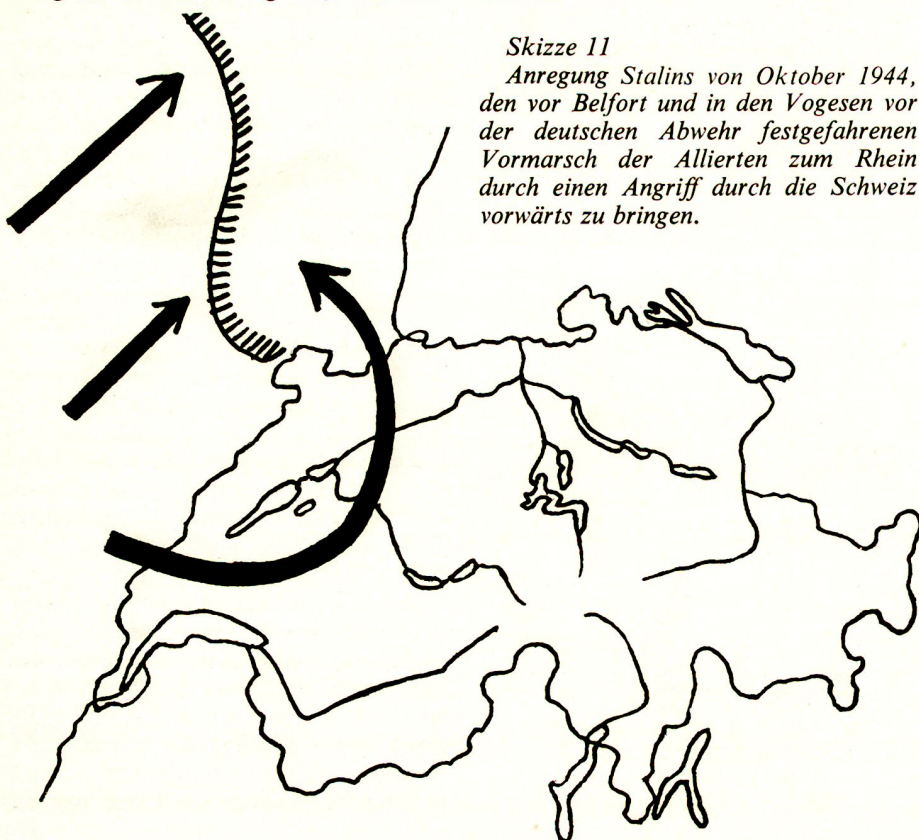 Skizze 11
Anregung Stalins von Oktober 1944,
den vor Belfort und in den Vogesen vor
der deutschen Abwehr festgefahrenen
Vormarsch der Allierten zum Rhein
durch einen Angriff durch die Schweiz
vorwärts zu bringen.